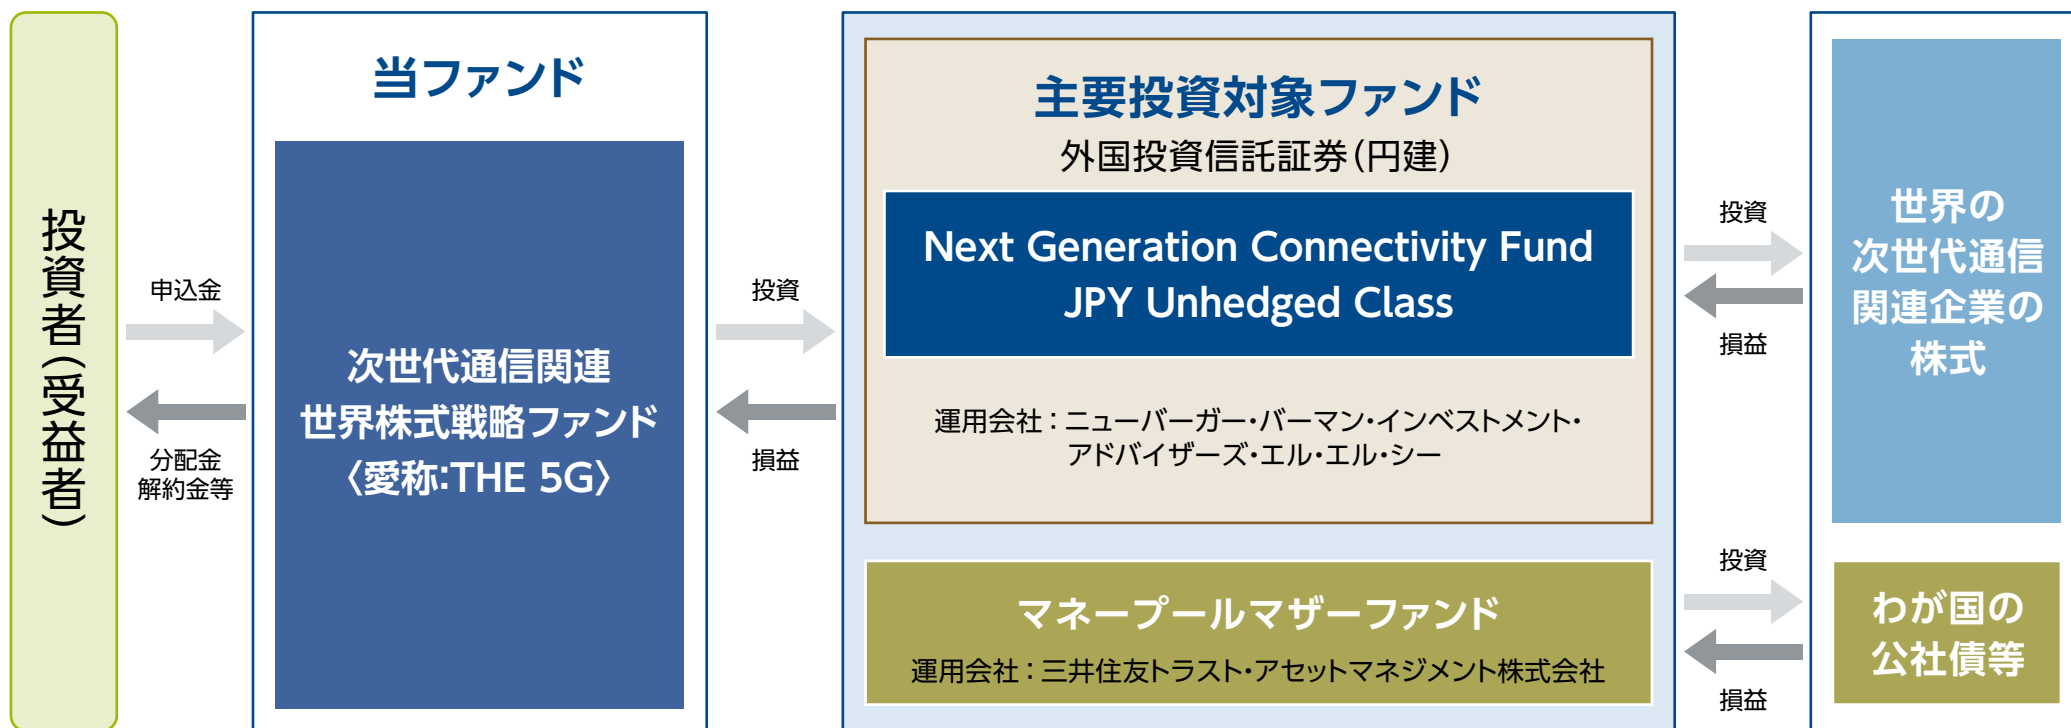 投資者（受益者）
申込金
分配金
解約金等
当ファンド
次世代通信関連
世界株式戦略ファンド
〈愛称:THE 5G〉
投資
損益
主要投資対象ファンド
外国投資信託証券（円建）
Next Generation Connectivity Fund
JPY Unhedged Class
運用会社：ニューバーガー・バーマン・インベストメント・
アドバイザーズ・エル・エル・シー
マネープールマザーファンド
運用会社：三井住友トラスト・アセットマネジメント株式会社
投資
損益
投資
損益
世界の
次世代通信
関連企業の
株式
わが国の
公社債等